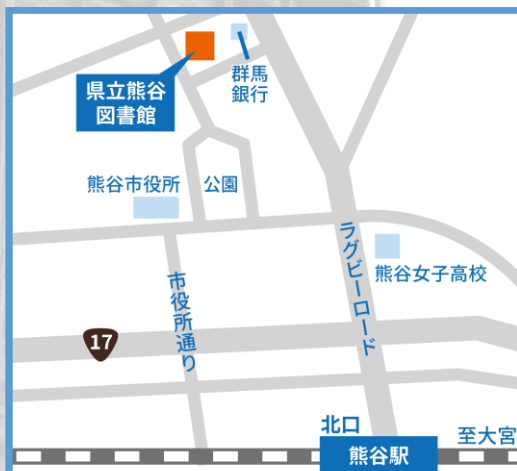 群馬
銀行
県立熊谷
図書館
熊谷市役所
公園
ラグビーロード
熊谷女子高校
市役所通り
17
北口
熊谷駅
至大宮